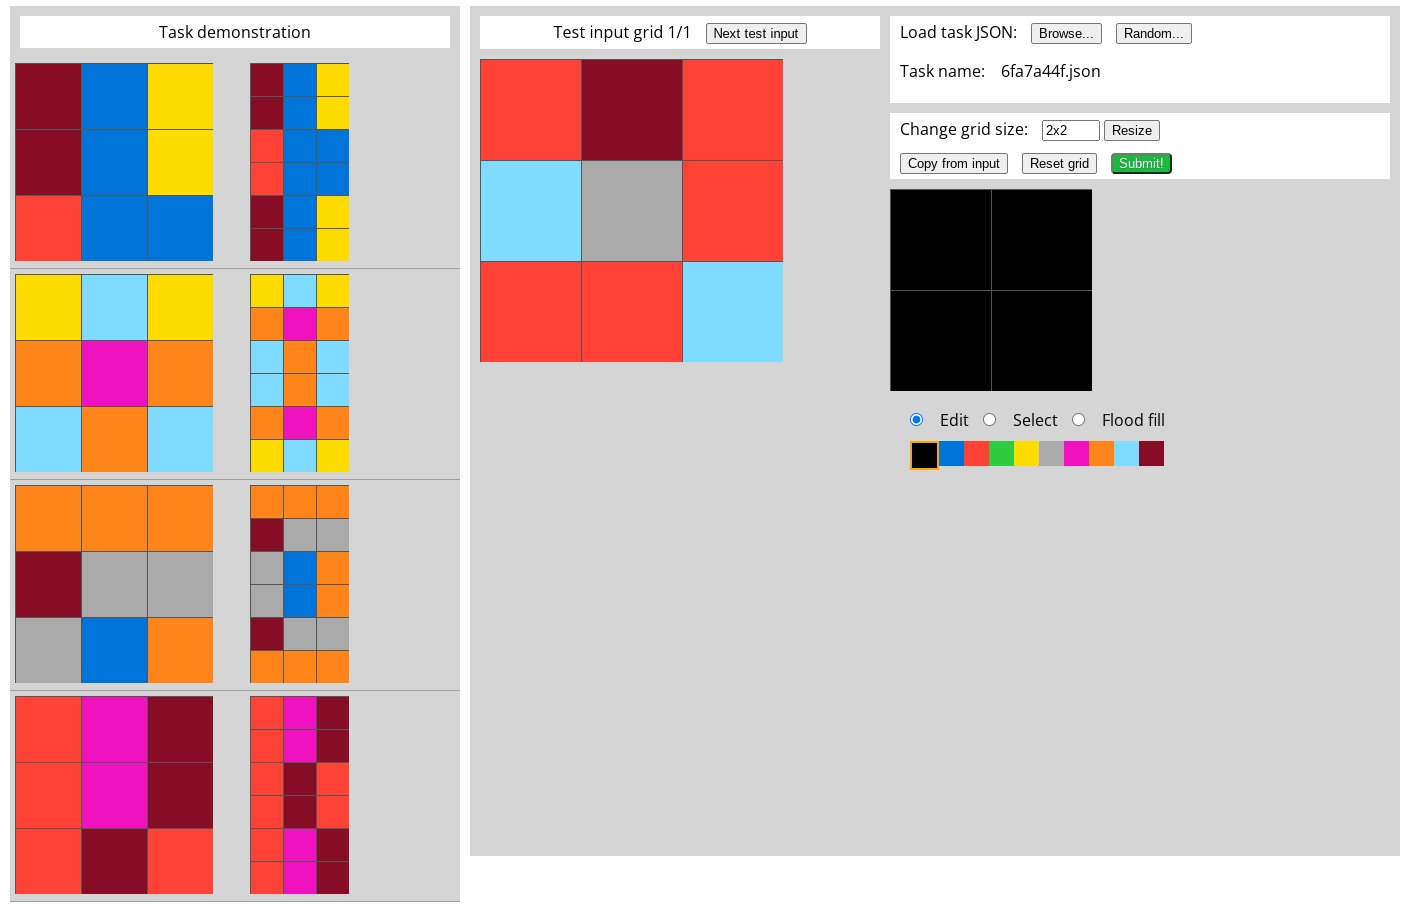 Task demonstration
Test input grid 1/1
Next test input
Load task JSON:
Browse...
Random...
Task name:
6fa7a44f.json
Change grid size:
2x2
Resize
Copy from input
Reset grid
Submit!
Edit
Select
Flood fill